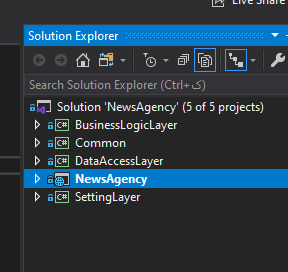 Live Share
Solution Explorer
Search Solution Explorer (Ctrl+ک)
Solution 'NewsAgency' (5 of 5 projects)
C# BusinessLogicLayer
C# Common
C# DataAccessLayer
NewsAgency
C# SettingLayer